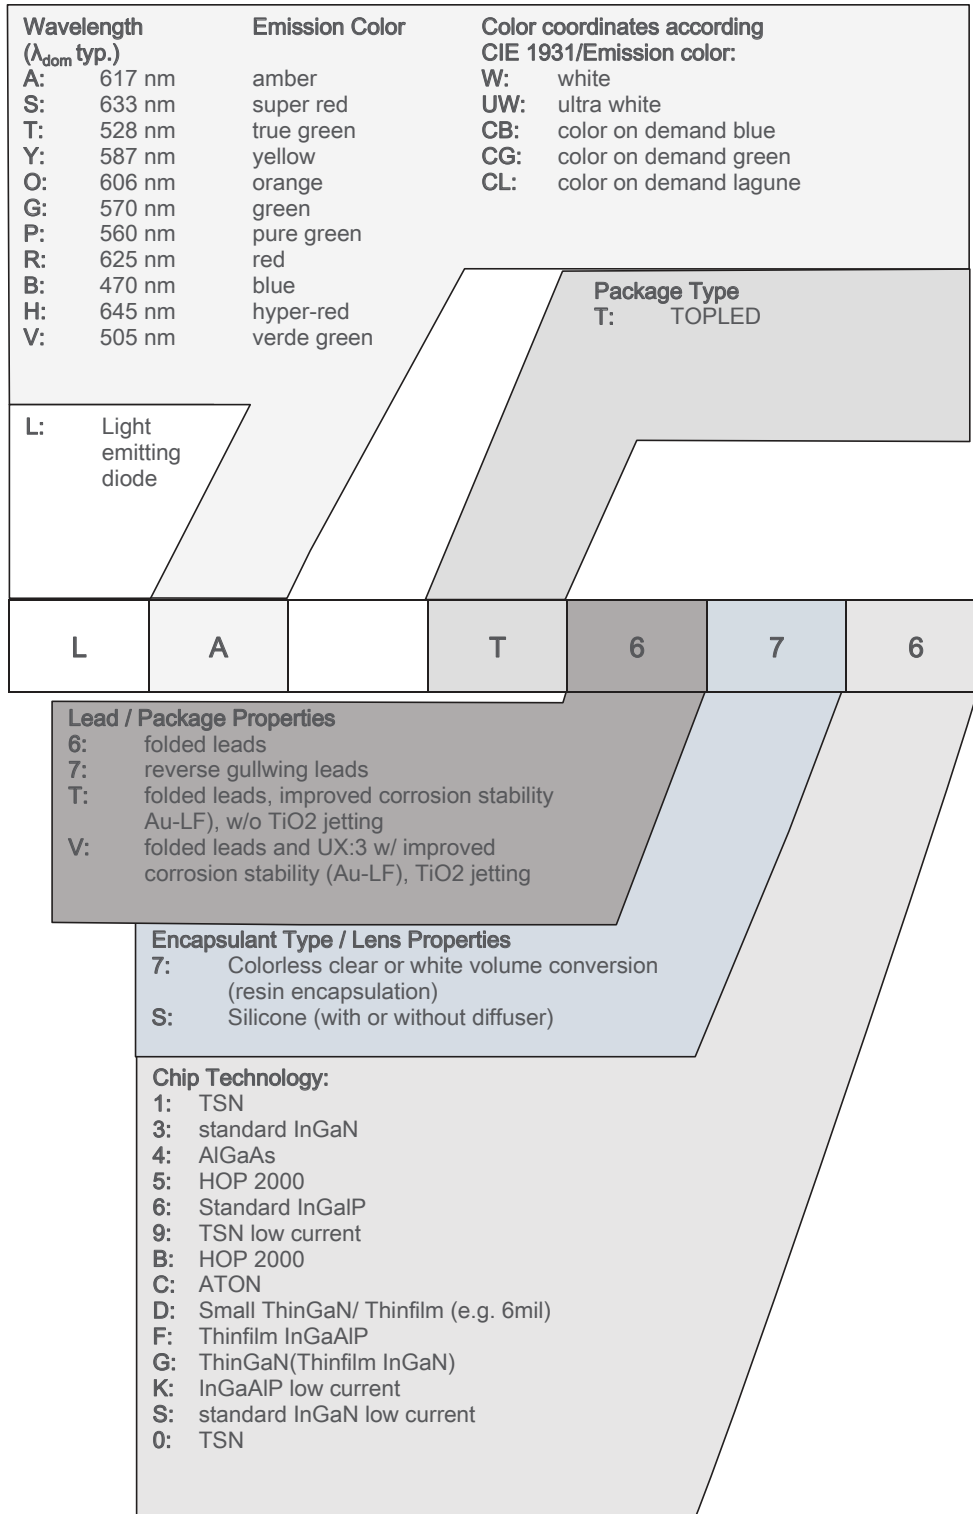 Wavelength Emission Color
(λdom typ.)
A: 617 nm amber
S: 633 nm super red
T: 528 nm true green
Y: 587 nm yellow
O: 606 nm orange
G: 570 nm green
P: 560 nm pure green
R: 625 nm red
B: 470 nm blue
H: 645 nm hyper-red
V: 505 nm verde green
Color coordinates according
CIE 1931/Emission color:
W: white
UW: ultra white
CB: color on demand blue
CG: color on demand green
CL: color on demand lagune
Package Type
T: TOPLED
L: Light
emitting
diode
L A T 6 7 6
Lead / Package Properties
6: folded leads
7: reverse gullwing leads
T: folded leads, improved corrosion stability
Au-LF), w/o TiO2 jetting
V: folded leads and UX:3 w/ improved
corrosion stability (Au-LF), TiO2 jetting
Encapsulant Type / Lens Properties
7: Colorless clear or white volume conversion
(resin encapsulation)
S: Silicone (with or without diffuser)
Chip Technology:
1: TSN
3: standard InGaN
4: AlGaAs
5: HOP 2000
6: Standard InGalP
9: TSN low current
B: HOP 2000
C: ATON
D: Small ThinGaN/ Thinfilm (e.g. 6mil)
F: Thinfilm InGaAlP
G: ThinGaN(Thinfilm InGaN)
K: InGaAlP low current
S: standard InGaN low current
0: TSN